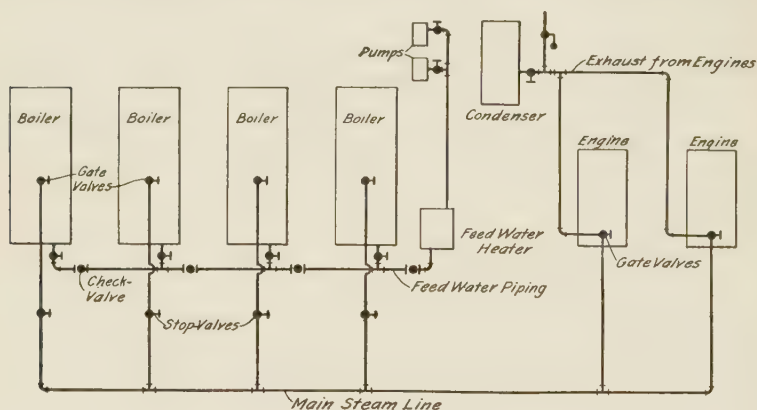 Pumps
Exhaust from Engines
Condenser
Boiler
Boiler
Boiler
Boiler
Engine
Engine
Gate
Valves
Feed Water
Heater
Gate Valves
Check-
Valve
Feed Water Piping
Stop-Valves
Main Steam Line